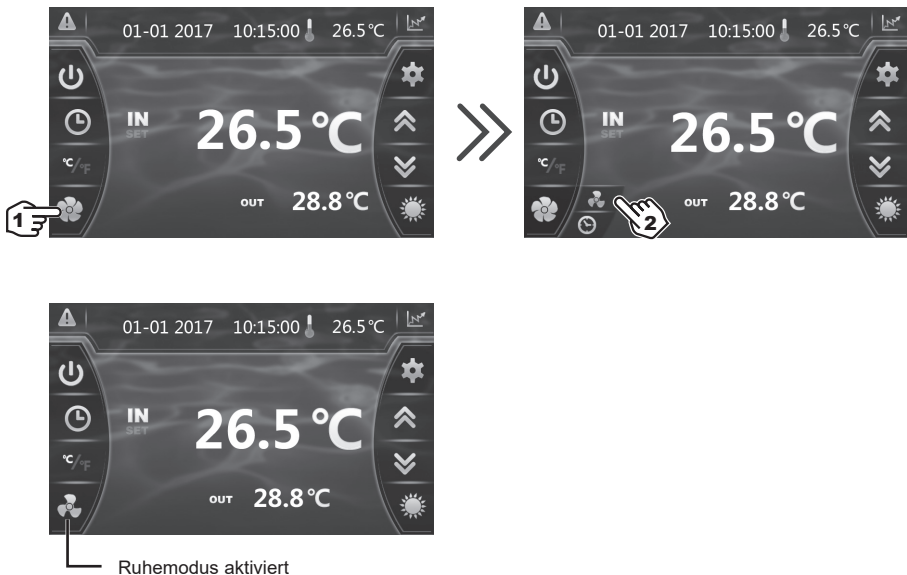 01-01 2017 10:15:00 26.5°C
IN
SET
26.5°C
°C/°F
OUT 28.8°C
1
01-01 2017 10:15:00 26.5°C
IN
SET
26.5°C
°C/°F
OUT 28.8°C
2
01-01 2017 10:15:00 26.5°C
IN
SET
26.5°C
°C/°F
OUT 28.8°C
Ruhemodus aktiviert